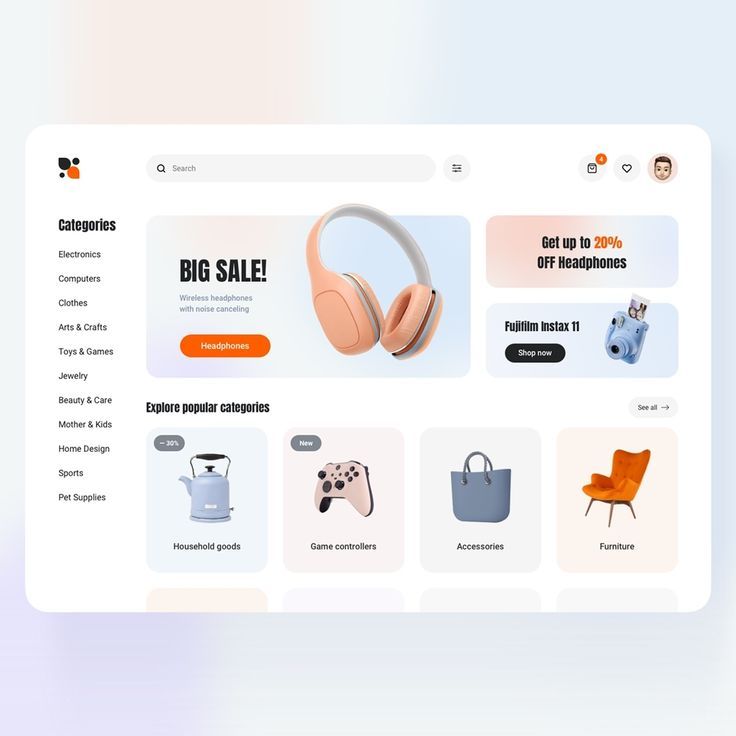 Search
4
Categories
Electronics
Computers
Clothes
Arts & Crafts
Toys & Games
Jewelry
Beauty & Care
Mother & Kids
Home Design
Sports
Pet Supplies
BIG SALE!
Wireless headphones
with noise canceling
Headphones
Get up to 20%
OFF Headphones
Fujifilm Instax 11
Shop now
Explore popular categories
See all
– 30%
Household goods
New
Game controllers
Accessories
Furniture